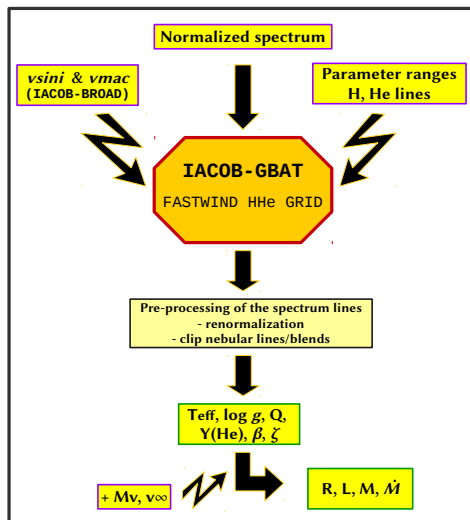 Normalized spectrum
vsini & vmac
(IACOB-BROAD)
Parameter ranges
H, He lines
IACOB-GBAT
FASTWIND HHe GRID
Pre-processing of the spectrum lines
- renormalization
- clip nebular lines/blends
Teff, log g, Q,
Y(He), β, ζ
+ Mv, v∞
R, L, M, Ṁ